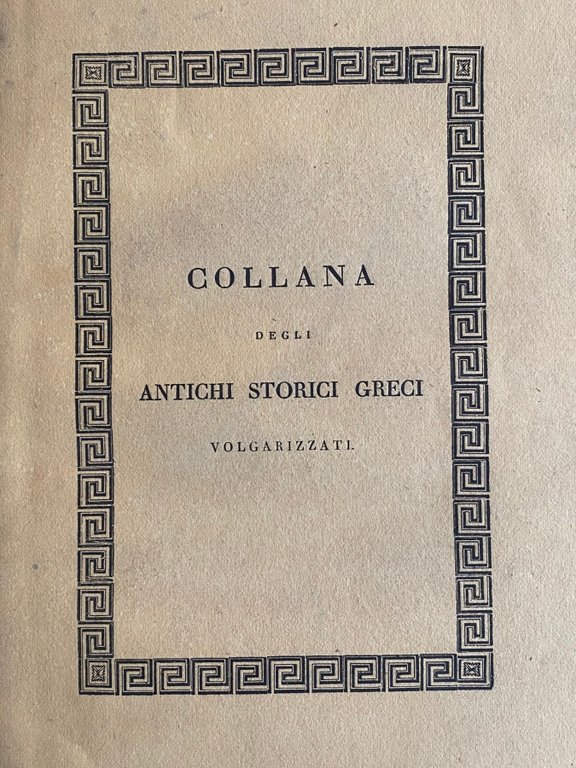 COLLANA
DEGLI
ANTICHI STORICI GRECI
VOLGARIZZATI.